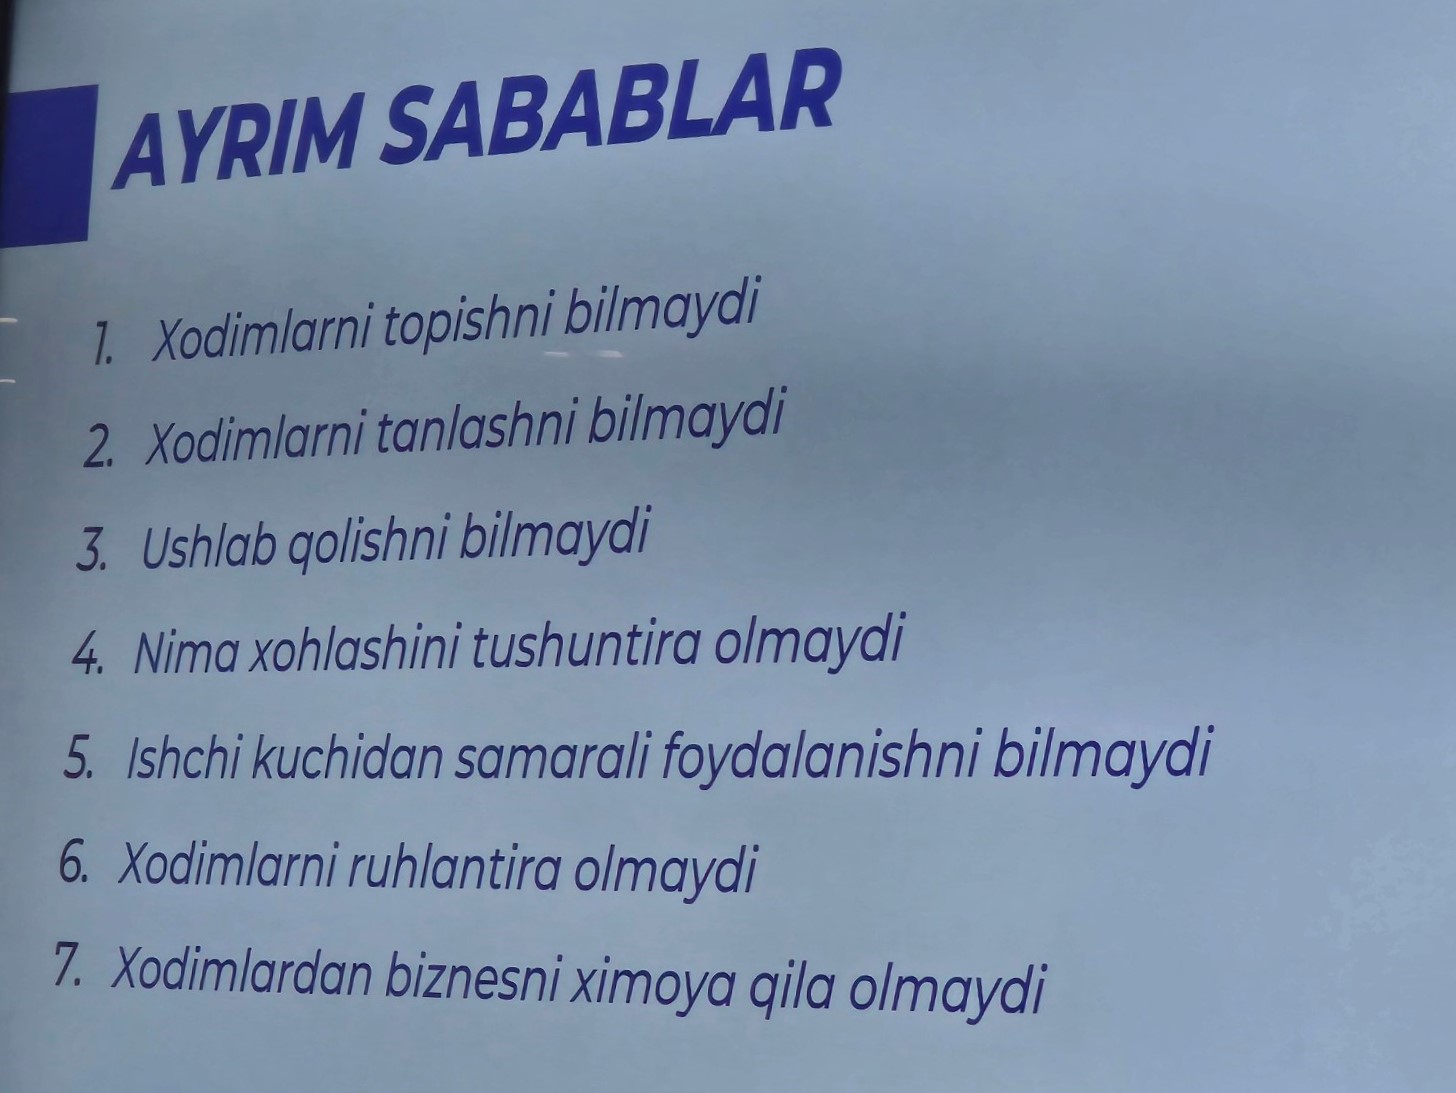 AYRIM SABABLAR
1. Xodimlarni topishni bilmaydi
2. Xodimlarni tanlashni bilmaydi
3. Ushlab qolishni bilmaydi
4. Nima xohlashini tushuntira olmaydi
5. Ishchi kuchidan samarali foydalanishni bilmaydi
6. Xodimlarni ruhlantira olmaydi
7. Xodimlardan biznesni ximoya qila olmaydi